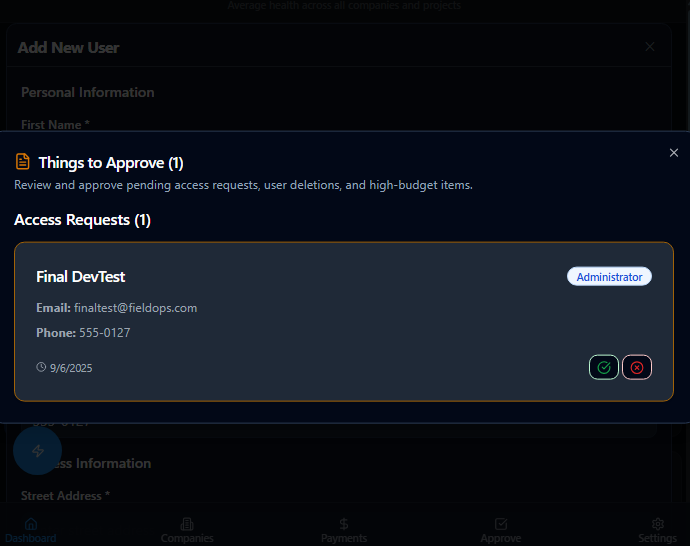 Average health across all companies and projects
Add New User
Personal Information
First Name *
Things to Approve (1)
Review and approve pending access requests, user deletions, and high-budget items.
Access Requests (1)
Final DevTest
Administrator
Email: finaltest@fieldops.com
Phone: 555-0127
9/6/2025
555-0127
ess Information
Street Address *
Dashboard
Companies
Payments
Approve
Settings